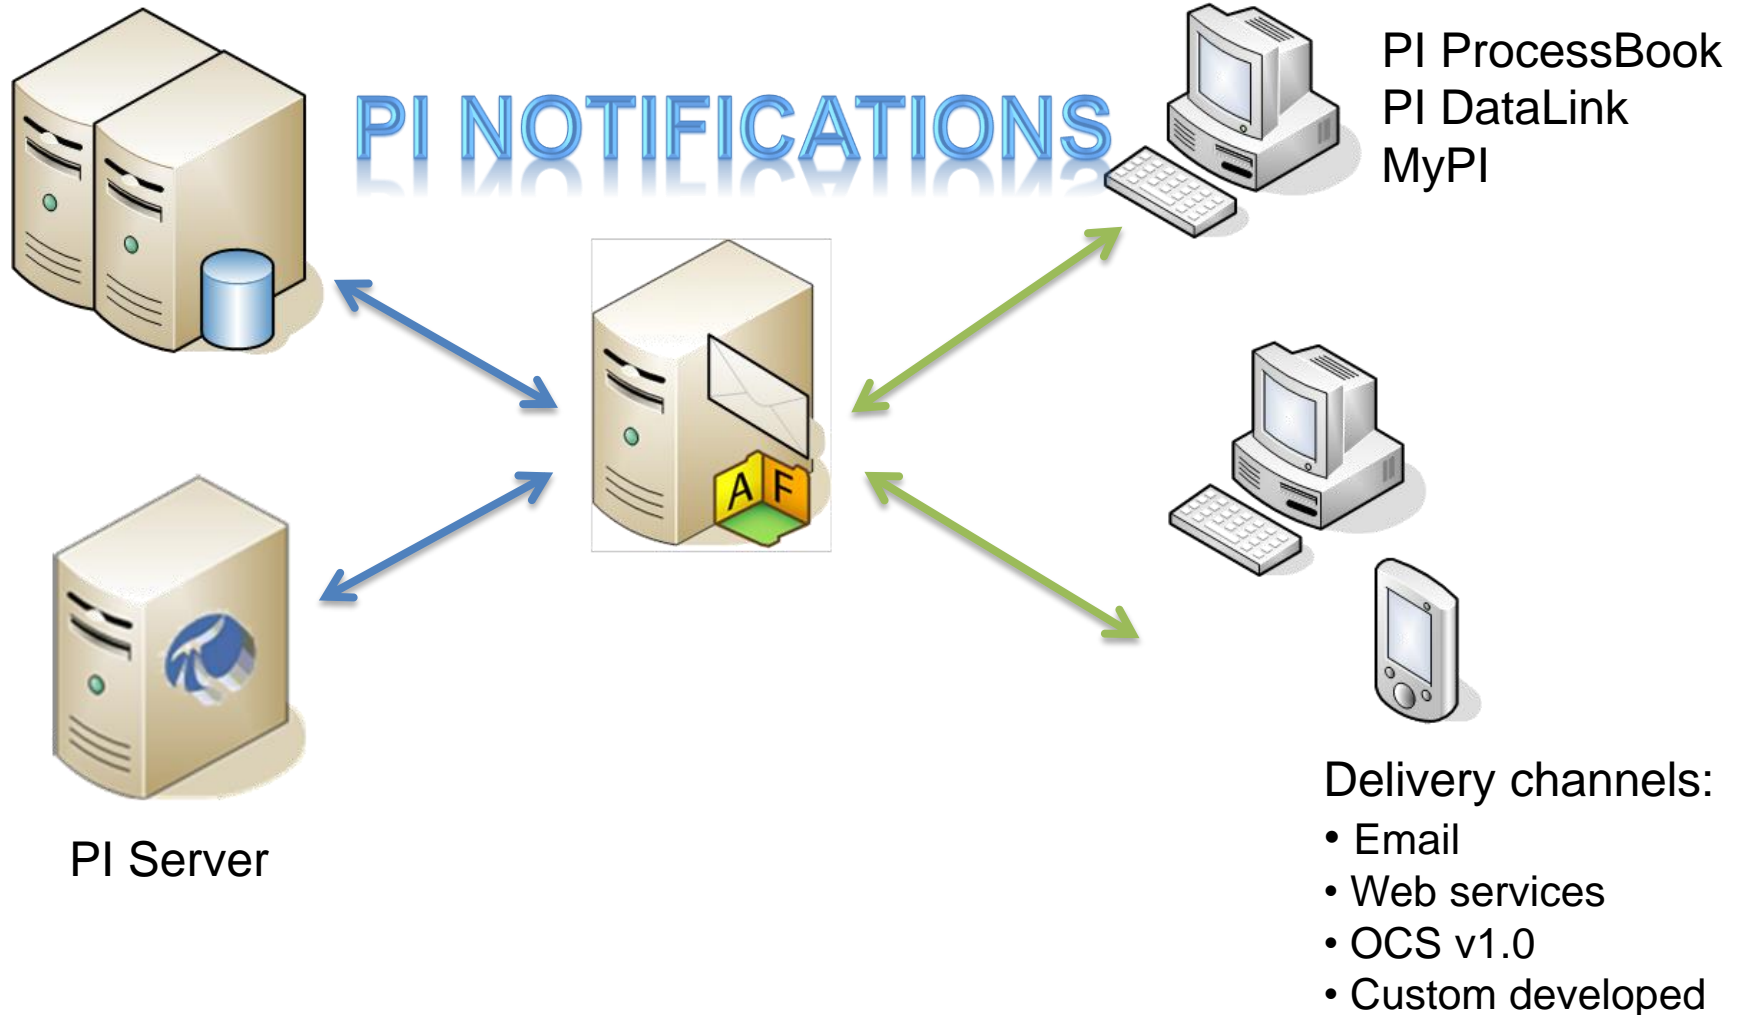 PI NOTIFICATIONS
PI ProcessBook
PI DataLink
MyPI
A F
PI Server
Delivery channels:
• Email
• Web services
• OCS v1.0
• Custom developed